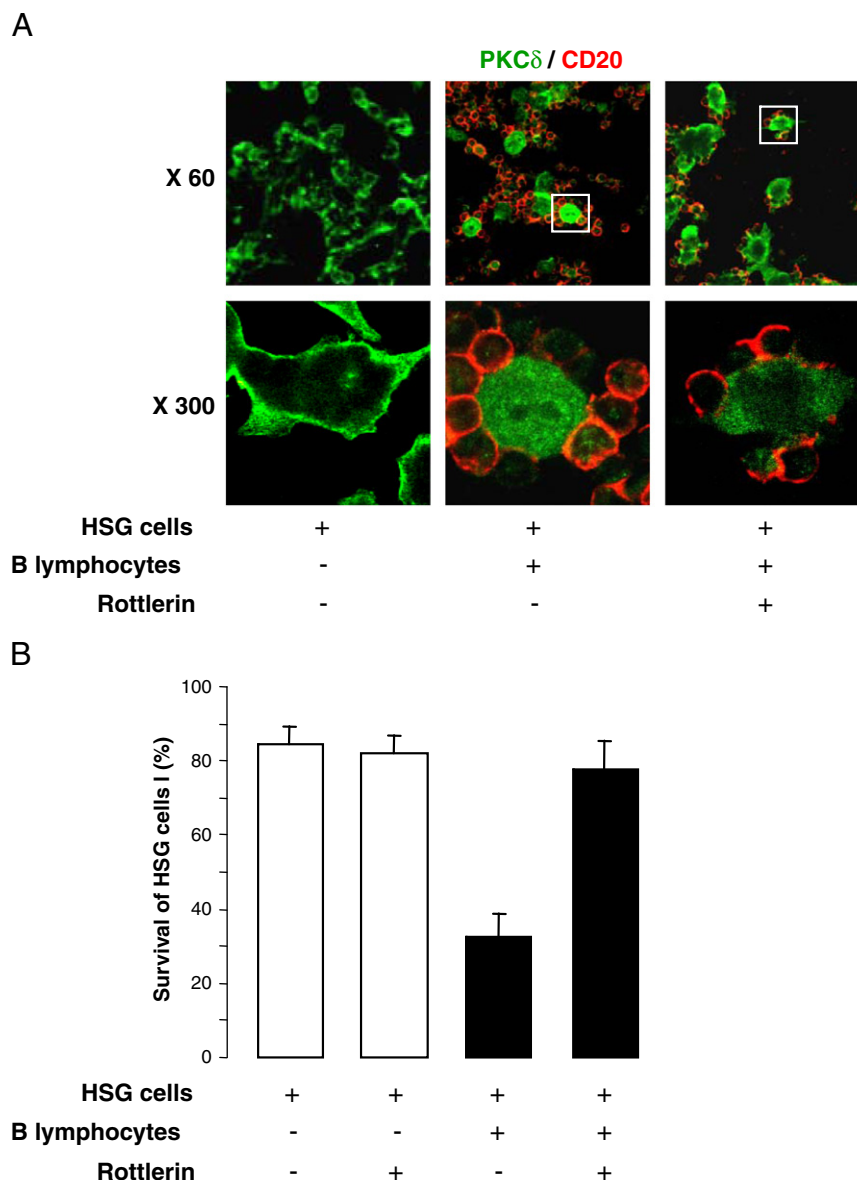 A
PKCδ / CD20
X 60
X 300
HSG cells + + +
B lymphocytes - + +
Rottlerin - - +
B
Survival of HSG cells I (%)
100
80
60
40
20
0
HSG cells + + + +
B lymphocytes - - + +
Rottlerin - + - +